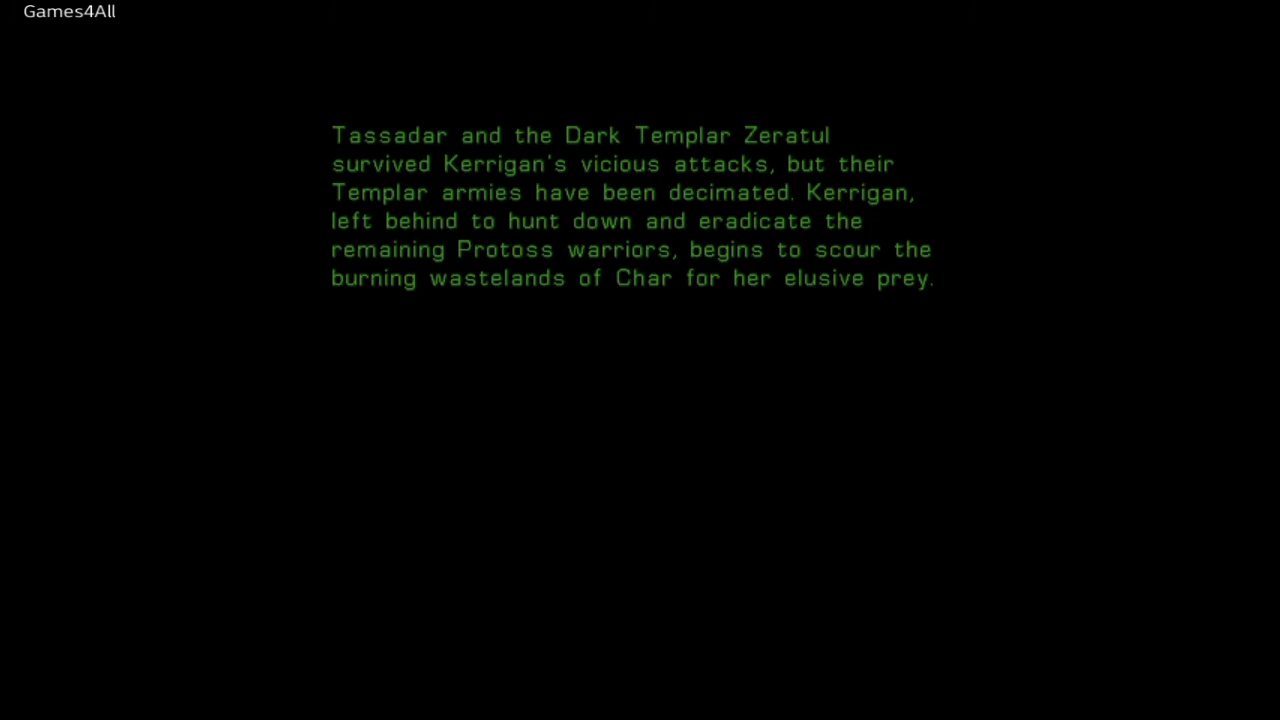 Games4All
Tassadar and the Dark Templar Zeratul
survived Kerrigan's vicious attacks, but their
Templar armies have been decimated. Kerrigan,
left behind to hunt down and eradicate the
remaining Protoss warriors, begins to scour the
burning wastelands of Char for her elusive prey.